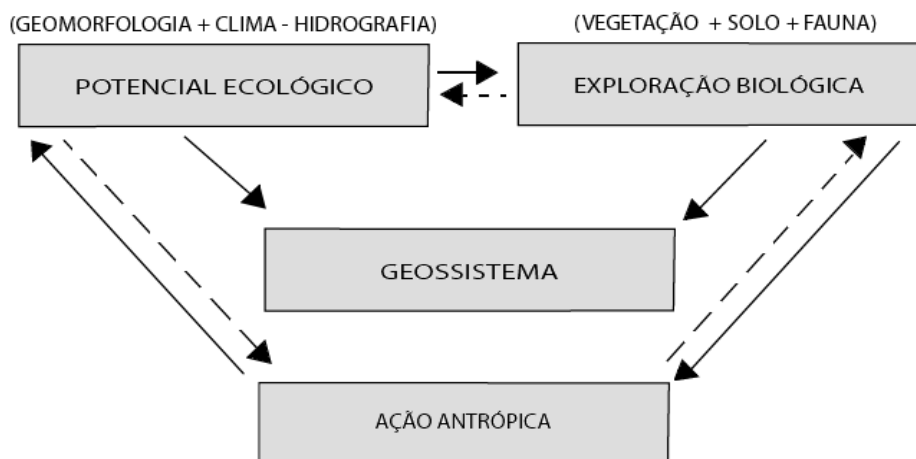 (GEOMORFOLOGIA + CLIMA - HIDROGRAFIA)
(VEGETAÇÃO + SOLO + FAUNA)
POTENCIAL ECOLÓGICO
EXPLORAÇÃO BIOLÓGICA
GEOSSISTEMA
AÇÃO ANTRÓPICA